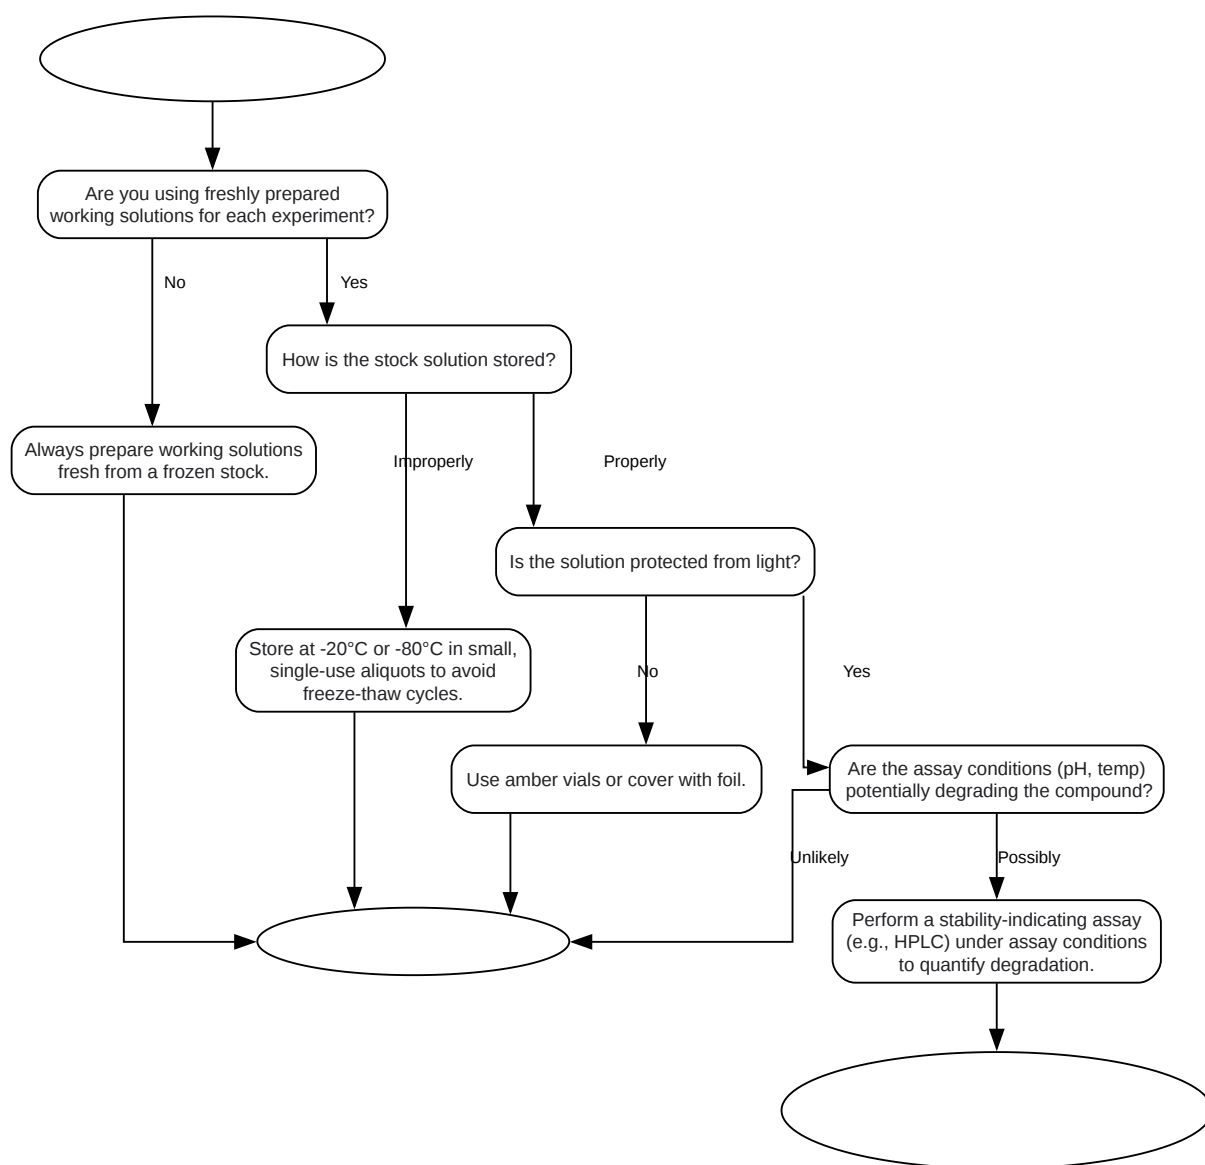 Are you using freshly prepared
working solutions for each experiment?
No
Yes
How is the stock solution stored?
Always prepare working solutions
fresh from a frozen stock.
Improperly
Properly
Is the solution protected from light?
Store at -20°C or -80°C in small,
single-use aliquots to avoid
freeze-thaw cycles.
No
Yes
Use amber vials or cover with foil.
Are the assay conditions (pH, temp)
potentially degrading the compound?
Unlikely
Possibly
Perform a stability-indicating assay
(e.g., HPLC) under assay conditions
to quantify degradation.